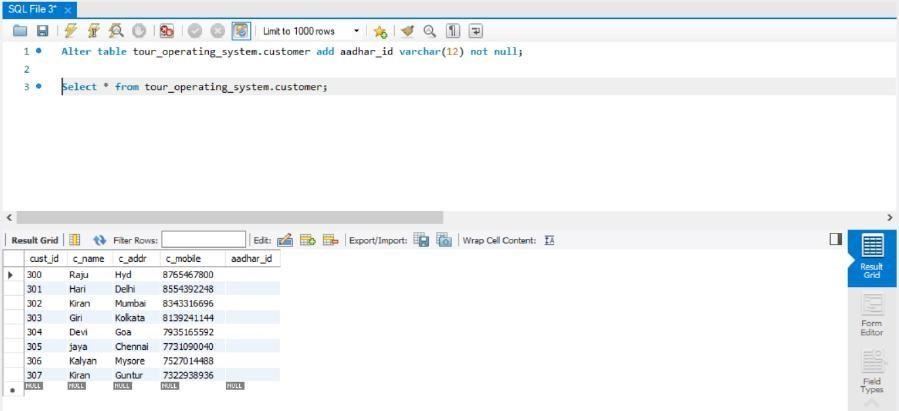 SQL File 3*
Limit to 1000 rows
1 Alter table tour_operating_system.customer add aadhar_id varchar(12) not null;
2
3 Select * from tour_operating_system.customer;
Result Grid Filter Rows: Edit: Export/Import: Wrap Cell Content:
cust_id c_name c_addr c_mobile aadhar_id
300 Raju Hyd 8765467800
301 Hari Delhi 8554392248
302 Kiran Mumbai 8343316696
303 Giri Kolkata 8139241144
304 Devi Goa 7935165592
305 jaya Chennai 7731090040
306 Kalyan Mysore 7527014488
307 Kiran Guntur 7322938936
NULL NULL NULL NULL NULL
Result
Grid
Form
Editor
Field
Types